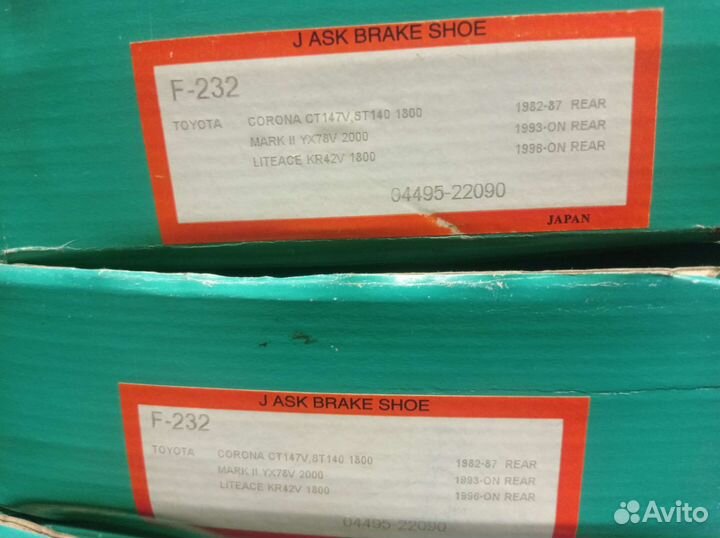 J ASK BRAKE SHOE
F-232
TOYOTA CORONA CT147V,ST140 1800 1982-87 REAR
MARK II YX78V 2000 1993-ON REAR
LITEACE KR42V 1800 1996-ON REAR
04495-22090
JAPAN
J ASK BRAKE SHOE
F-232
TOYOTA CORONA CT147V,ST140 1800 1982-87 REAR
MARK II YX78V 2000 1993-ON REAR
LITEACE KR42V 1800 1996-ON REAR
04495-22090
Avito